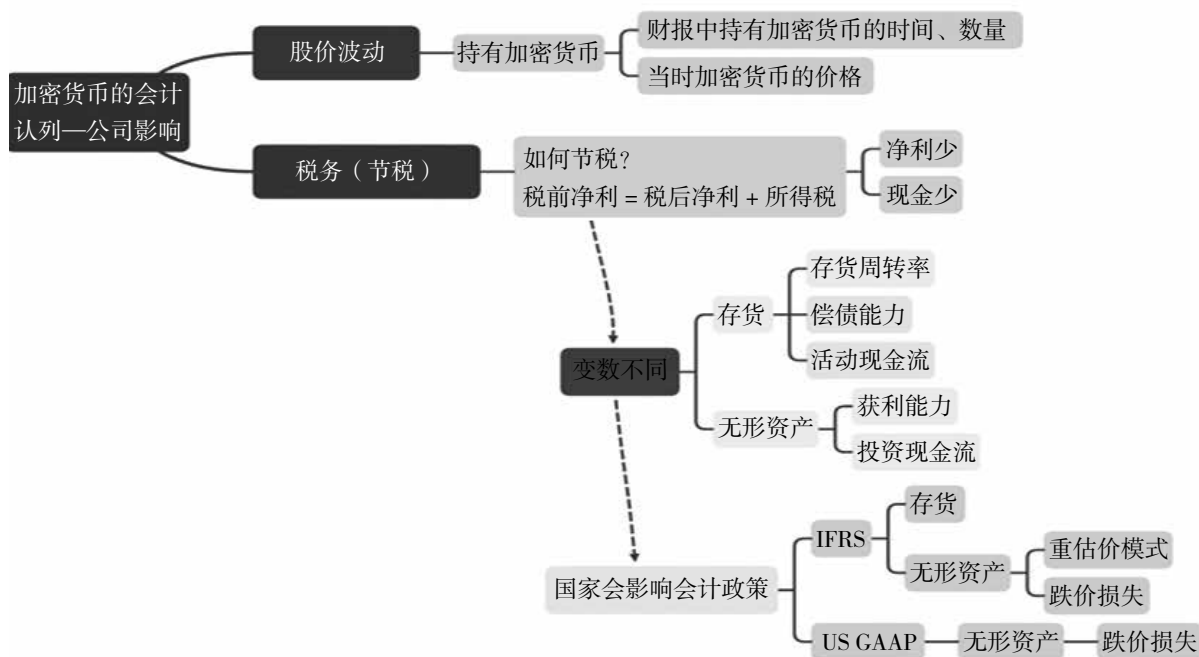 加密货币的会计
认列—公司影响
股价波动
持有加密货币
财报中持有加密货币的时间、数量
当时加密货币的价格
税务（节税）
如何节税?
税前净利 = 税后净利 + 所得税
净利少
现金少
变数不同
存货
存货周转率
偿债能力
活动现金流
无形资产
获利能力
投资现金流
国家会影响会计政策
IFRS
存货
无形资产
重估价模式
跌价损失
US GAAP
无形资产
跌价损失